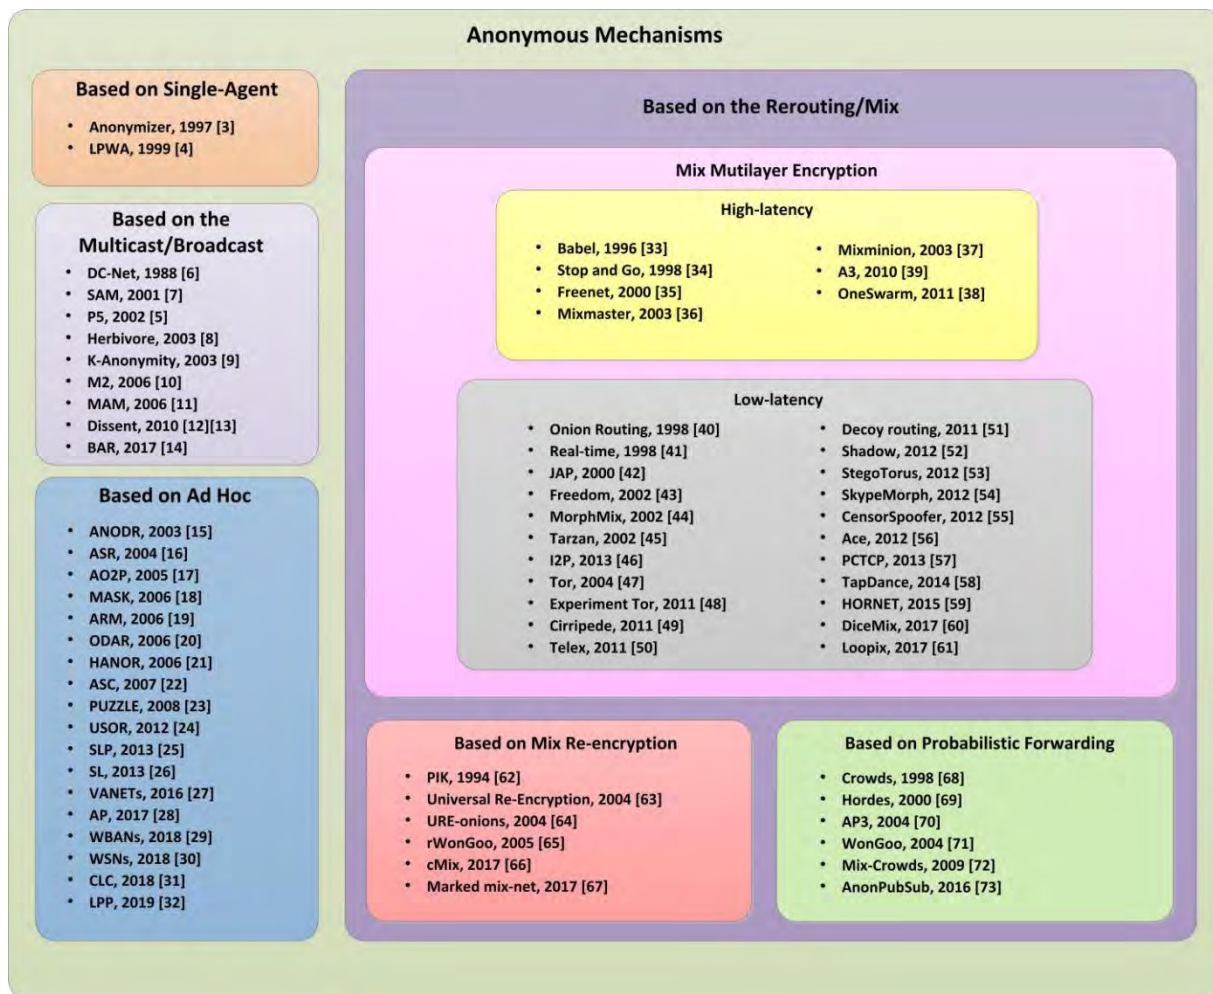 Anonymous Mechanisms
Based on Single-Agent
• Anonymizer, 1997 [3]
• LPWA, 1999 [4]
Based on the
Multicast/Broadcast
• DC-Net, 1988 [6]
• SAM, 2001 [7]
• P5, 2002 [5]
• Herbivore, 2003 [8]
• K-Anonymity, 2003 [9]
• M2, 2006 [10]
• MAM, 2006 [11]
• Dissent, 2010 [12][13]
• BAR, 2017 [14]
Based on Ad Hoc
• ANODR, 2003 [15]
• ASR, 2004 [16]
• AO2P, 2005 [17]
• MASK, 2006 [18]
• ARM, 2006 [19]
• ODAR, 2006 [20]
• HANOR, 2006 [21]
• ASC, 2007 [22]
• PUZZLE, 2008 [23]
• USOR, 2012 [24]
• SLP, 2013 [25]
• SL, 2013 [26]
• VANETs, 2016 [27]
• AP, 2017 [28]
• WBANs, 2018 [29]
• WSNs, 2018 [30]
• CLC, 2018 [31]
• LPP, 2019 [32]
Based on the Rerouting/Mix
Mix Mutilayer Encryption
High-latency
• Babel, 1996 [33]
• Stop and Go, 1998 [34]
• Freenet, 2000 [35]
• Mixmaster, 2003 [36]
• Mixminion, 2003 [37]
• A3, 2010 [39]
• OneSwarm, 2011 [38]
Low-latency
• Onion Routing, 1998 [40]
• Real-time, 1998 [41]
• JAP, 2000 [42]
• Freedom, 2002 [43]
• MorphMix, 2002 [44]
• Tarzan, 2002 [45]
• I2P, 2013 [46]
• Tor, 2004 [47]
• Experiment Tor, 2011 [48]
• Cirripede, 2011 [49]
• Telex, 2011 [50]
• Decoy routing, 2011 [51]
• Shadow, 2012 [52]
• StegoTorus, 2012 [53]
• SkypeMorph, 2012 [54]
• CensorSpoofer, 2012 [55]
• Ace, 2012 [56]
• PCTCP, 2013 [57]
• TapDance, 2014 [58]
• HORNET, 2015 [59]
• DiceMix, 2017 [60]
• Loopix, 2017 [61]
Based on Mix Re-encryption
• PIK, 1994 [62]
• Universal Re-Encryption, 2004 [63]
• URE-onions, 2004 [64]
• rWonGoo, 2005 [65]
• cMix, 2017 [66]
• Marked mix-net, 2017 [67]
Based on Probabilistic Forwarding
• Crowds, 1998 [68]
• Hordes, 2000 [69]
• AP3, 2004 [70]
• WonGoo, 2004 [71]
• Mix-Crowds, 2009 [72]
• AnonPubSub, 2016 [73]